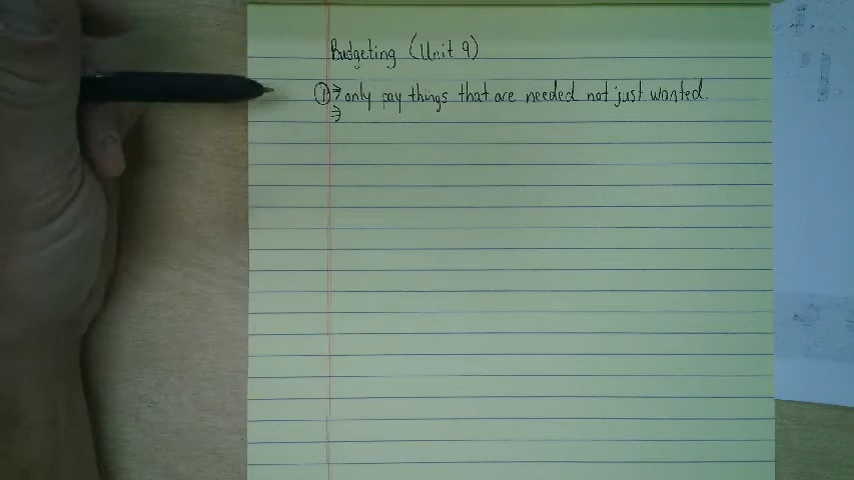 Budgeting (Unit 9)
① → only pay things that are needed not just wanted.
→